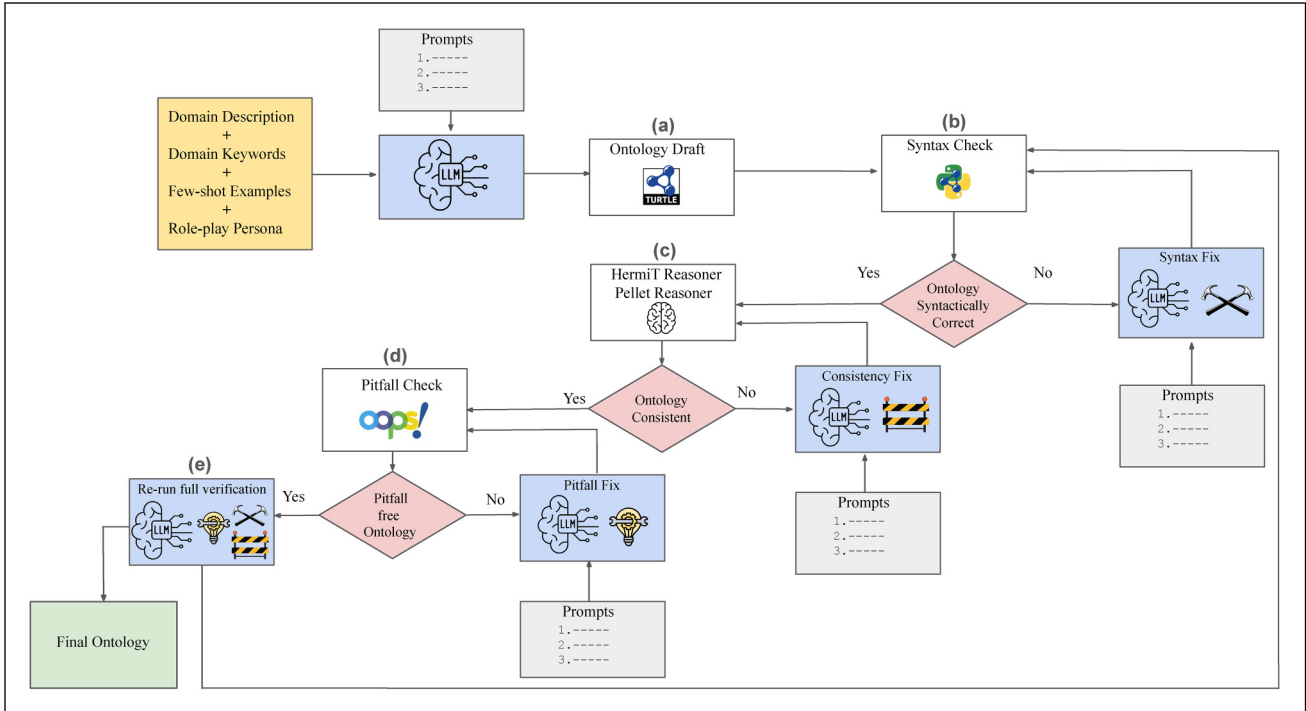 Prompts
1.-----
2.-----
3.-----
Domain Description
+
Domain Keywords
+
Few-shot Examples
+
Role-play Persona
LLM
(a)
Ontology Draft
TURTLE
(b)
Syntax Check
Yes
Ontology
Syntactically
Correct
No
Syntax Fix
LLM
Prompts
1.-----
2.-----
3.-----
(c)
HermiT Reasoner
Pellet Reasoner
Yes
Ontology
Consistent
No
Consistency Fix
LLM
Prompts
1.-----
2.-----
3.-----
(d)
Pitfall Check
oops!
Yes
Pitfall
free
Ontology
No
Pitfall Fix
LLM
Prompts
1.-----
2.-----
3.-----
(e)
Re-run full verification
LLM
Final Ontology